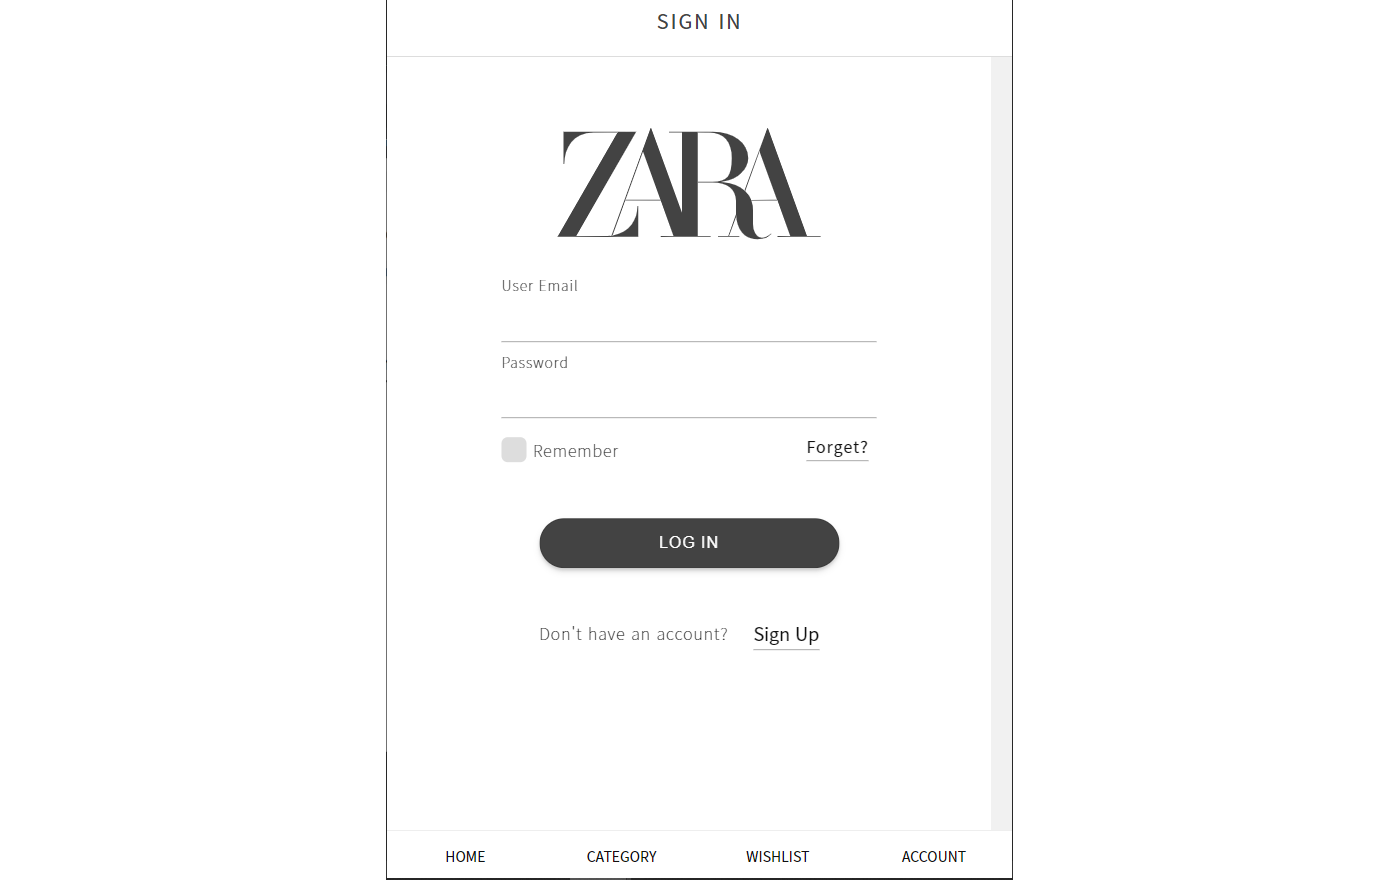 SIGN IN
ZARA
User Email
Password
Remember
Forget?
LOG IN
Don't have an account? Sign Up
HOME CATEGORY WISHLIST ACCOUNT